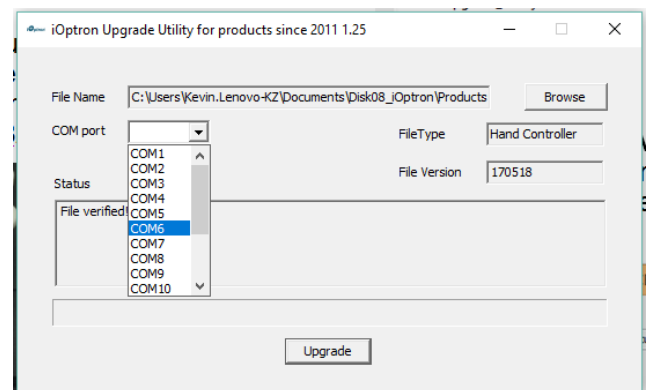 iOptron Upgrade Utility for products since 2011 1.25
File Name C:\Users\Kevin.Lenovo-KZ\Documents\Disk08_iOptron\Products Browse
COM port FileType Hand Controller
File Version 170518
Status
File verified!
COM1
COM2
COM3
COM4
COM5
COM6
COM7
COM8
COM9
COM10
Upgrade